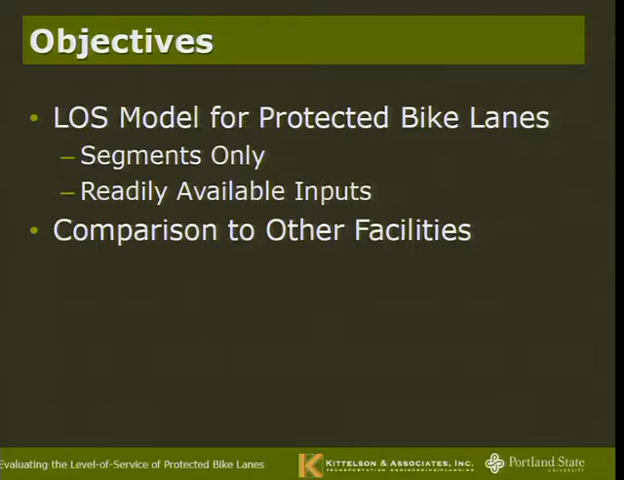 Objectives
• LOS Model for Protected Bike Lanes
– Segments Only
– Readily Available Inputs
• Comparison to Other Facilities
Evaluating the Level-of-Service of Protected Bike Lanes
KITTELSON & ASSOCIATES, INC.
TRANSPORTATION ENGINEERING/PLANNING
Portland State
UNIVERSITY